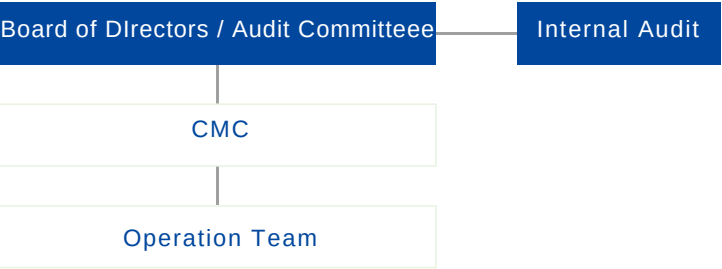 Board of DIrectors / Audit Committeee
Internal Audit
CMC
Operation Team